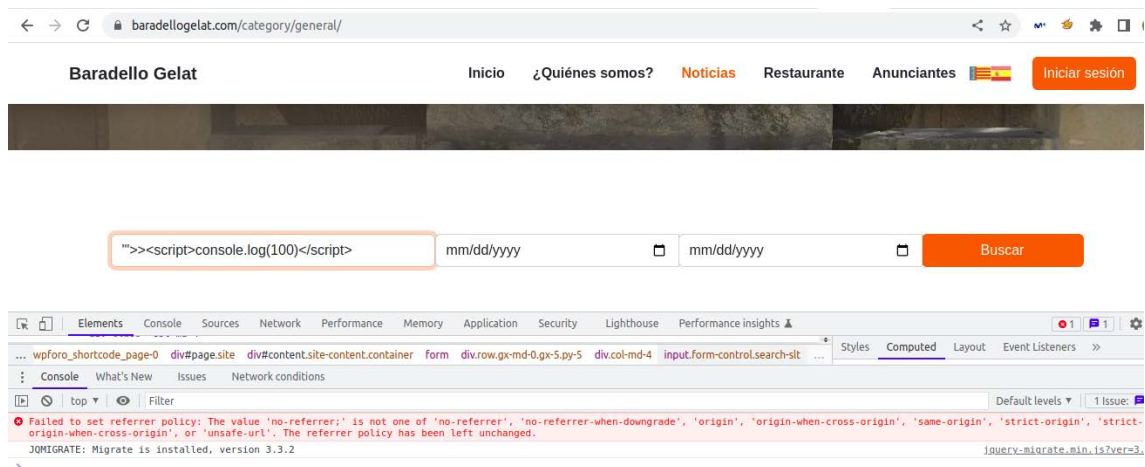 baradellogelat.com/category/general/
Baradello Gelat Inicio ¿Quiénes somos? Noticias Restaurante Anunciantes Iniciar sesión
'">><script>console.log(100)</script> mm/dd/yyyy mm/dd/yyyy Buscar
Elements Console Sources Network Performance Memory Application Security Lighthouse Performance insights 1 1
... wpforo_shortcode_page-0 div#page.site div#content.site-content.container form div.row.gx-md-0.gx-5.py-5 div.col-md-4 input.form-control.search-slt ... Styles Computed Layout Event Listeners »
Console What's New Issues Network conditions
top ▼ Filter Default levels ▼ 1 Issue: 
Failed to set referrer policy: The value 'no-referrer;' is not one of 'no-referrer', 'no-referrer-when-downgrade', 'origin', 'origin-when-cross-origin', 'same-origin', 'strict-origin', 'strict-
origin-when-cross-origin', or 'unsafe-url'. The referrer policy has been left unchanged.
JQMIGRATE: Migrate is installed, version 3.3.2 jquery-migrate.min.js?ver=3.